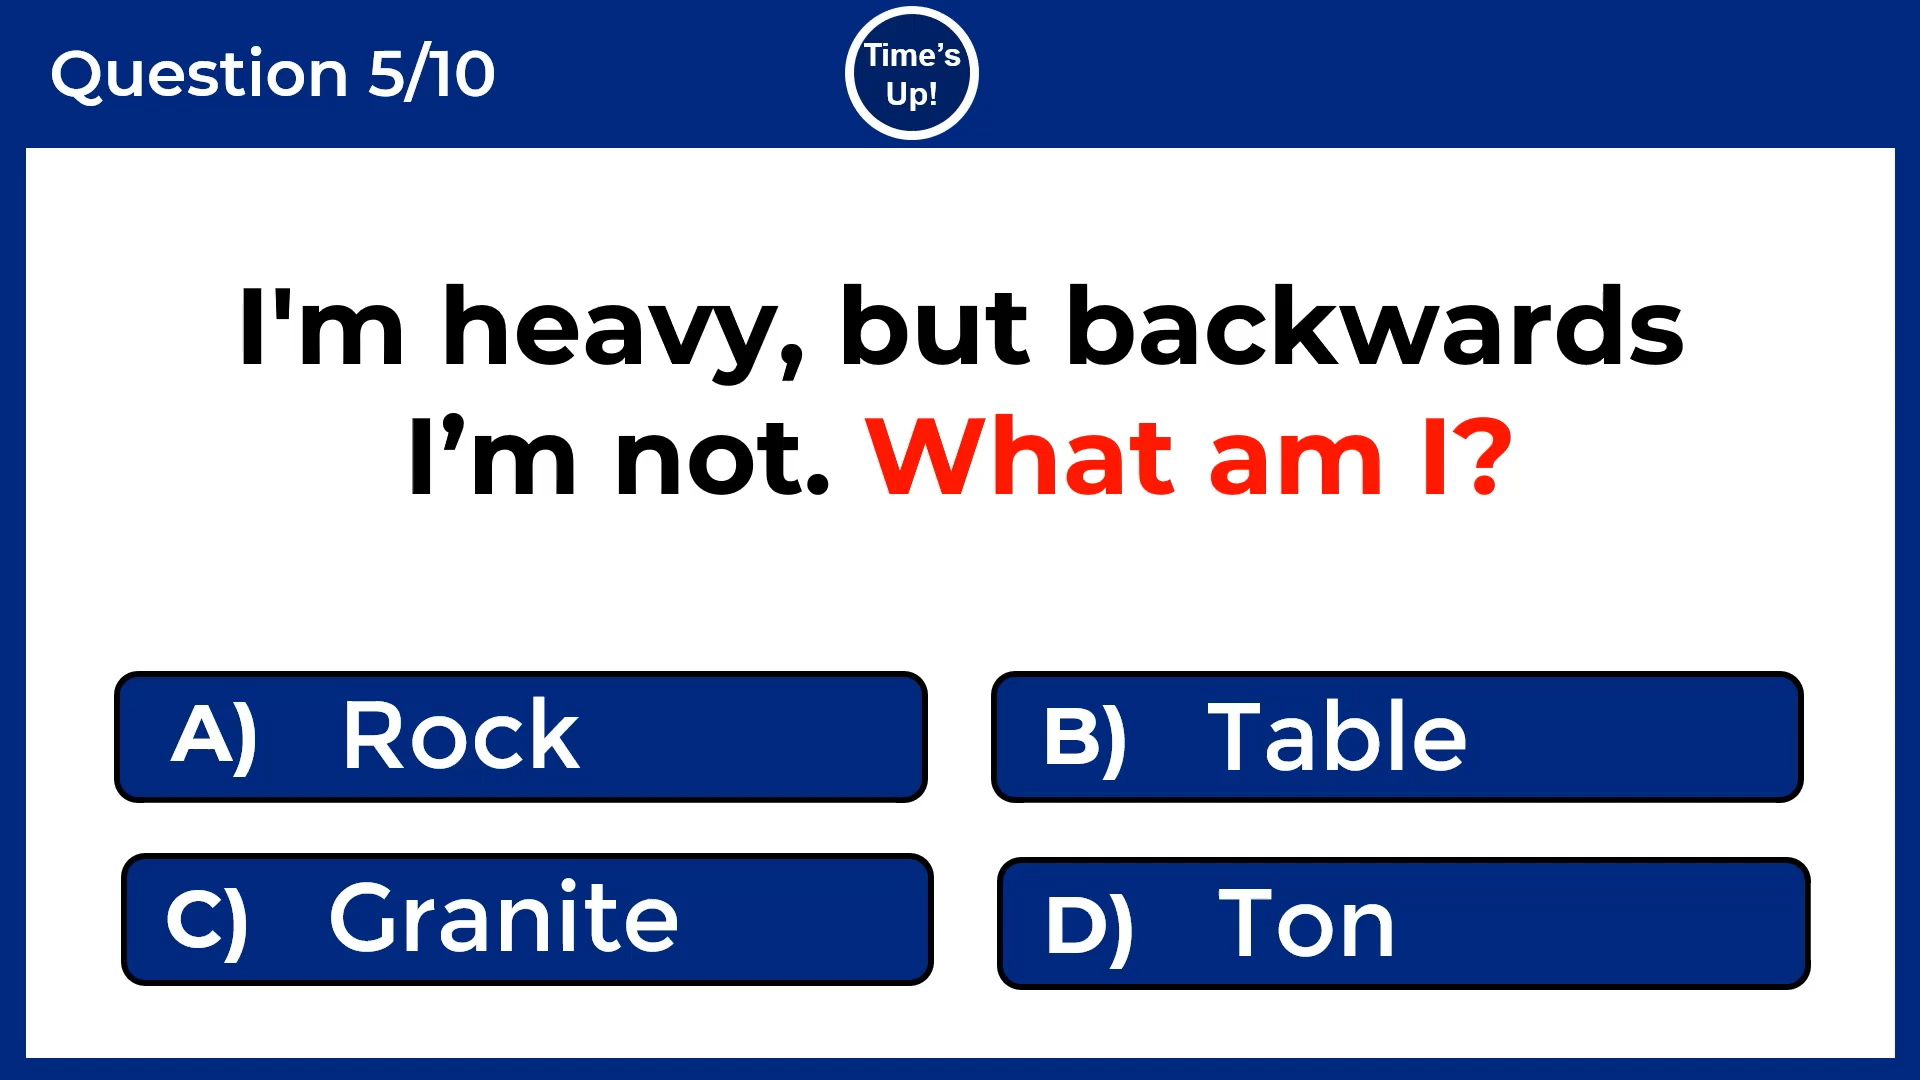 Question 5/10
Time’s
Up!
I'm heavy, but backwards
I’m not. What am I?
A) Rock
B) Table
C) Granite
D) Ton